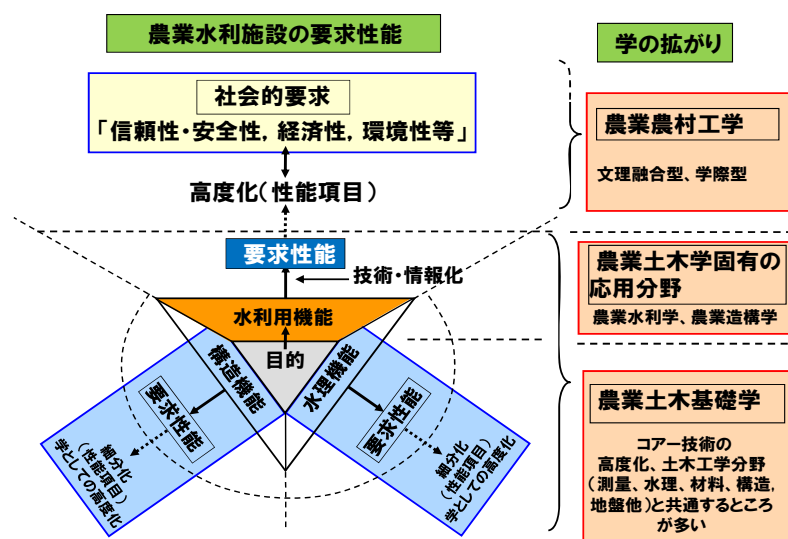 農業水利施設の要求性能
社会的要求
「信頼性・安全性，経済性，環境性等」
高度化（性能項目）
要求性能
技術・情報化
水利用機能
目的
構造機能
要求性能
細分化
（性能項目）
学としての高度化
水理機能
要求性能
細分化
（性能項目）
学としての高度化
学の拡がり
農業農村工学
文理融合型、学際型
農業土木学固有の
応用分野
農業水利学、農業造構学
農業土木基礎学
コアー技術の
高度化、土木工学分野
（測量、水理、材料、構造，
地盤他）と共通するところ
が多い